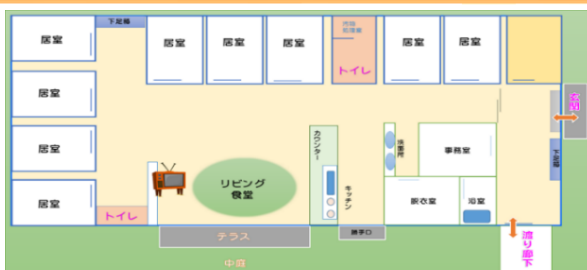 下足箱
居室
居室
居室
居室
汚物
処理室
トイレ
居室
居室
居室
居室
居室
トイレ
リビング
食堂
カウンター
キッチン
洗面所
事務室
脱衣室
浴室
玄関
下足箱
テラス
勝手口
渡り廊下
中庭